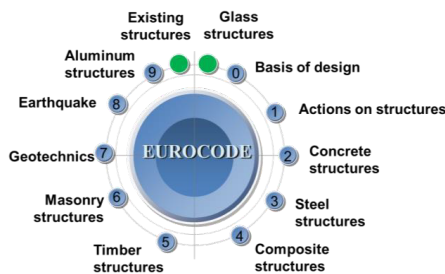 Existing
structures
Glass
structures
Aluminum
structures
9
0
Basis of design
Earthquake
8
1
Actions on structures
EUROCODE
Geotechnics
7
2
Concrete
structures
Masonry
structures
6
3
Steel
structures
Timber
structures
5
4
Composite
structures